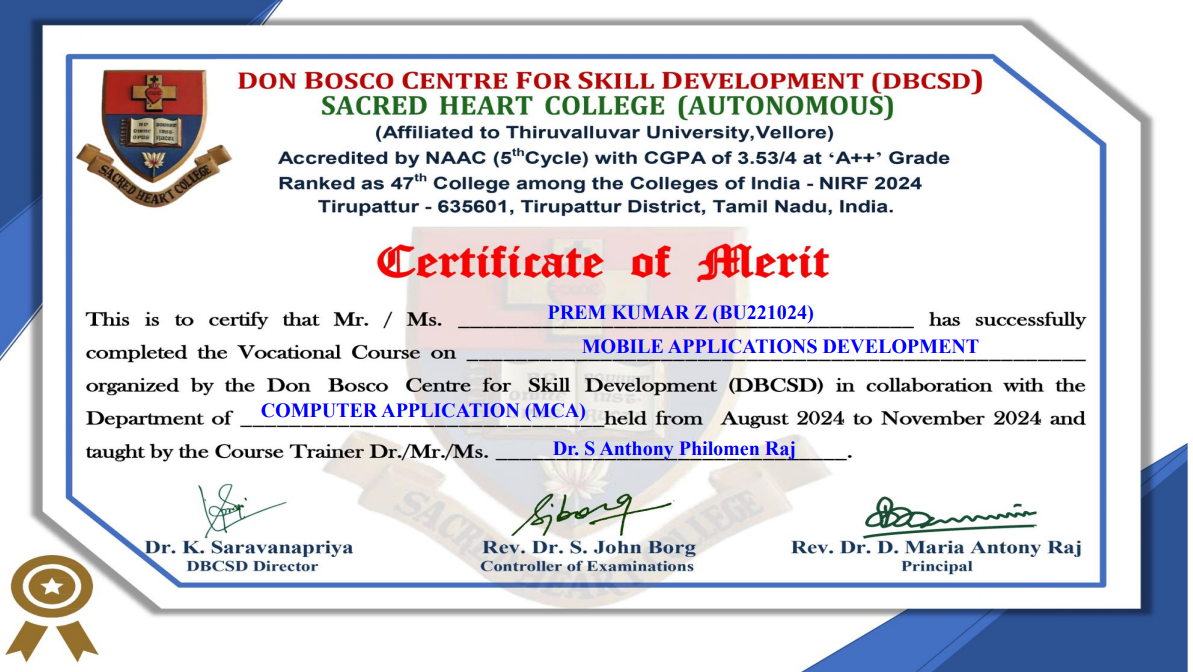 DON BOSCO CENTRE FOR SKILL DEVELOPMENT (DBCSD)
SACRED HEART COLLEGE (AUTONOMOUS)
(Affiliated to Thiruvalluvar University,Vellore)
Accredited by NAAC (5thCycle) with CGPA of 3.53/4 at ‘A++’ Grade
Ranked as 47th College among the Colleges of India - NIRF 2024
Tirupattur - 635601, Tirupattur District, Tamil Nadu, India.
SACRED HEART COLLEGE
Certificate of Merit
This is to certify that Mr. / Ms. PREM KUMAR Z (BU221024) has successfully
completed the Vocational Course on MOBILE APPLICATIONS DEVELOPMENT
organized by the Don Bosco Centre for Skill Development (DBCSD) in collaboration with the
Department of COMPUTER APPLICATION (MCA) held from August 2024 to November 2024 and
taught by the Course Trainer Dr./Mr./Ms. Dr. S Anthony Philomen Raj.
SACRED HEART COLLEGE
Dr. K. Saravanapriya Rev. Dr. S. John Borg Rev. Dr. D. Maria Antony Raj
DBCSD Director Controller of Examinations Principal